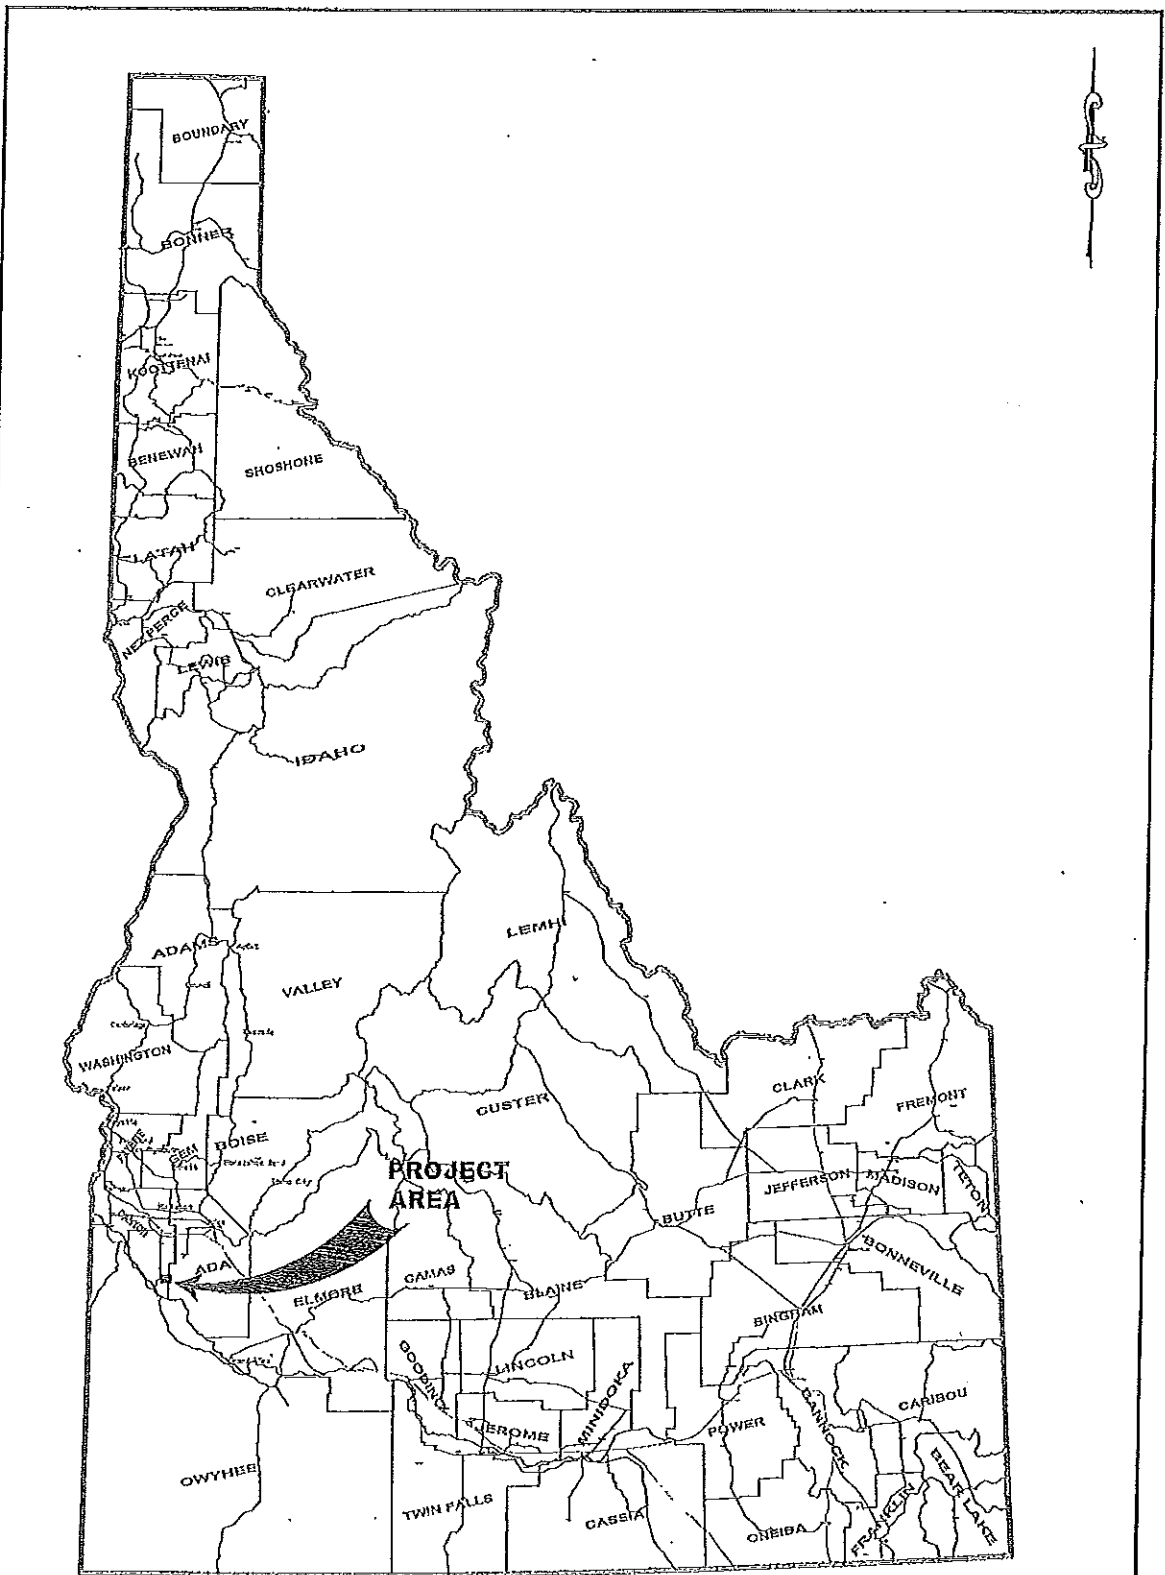 BOUNDARY
BONNER
KOOTENAI
BENEWAH
SHOSHONE
LATAH
CLEARWATER
NEZ PERCE
LEWIS
IDAHO
LEMHI
ADAMS
VALLEY
WASHINGTON
CLARK
FREMONT
CUSTER
GEM
BOISE
PROJECT
AREA
JEFFERSON
MADISON
TETON
BUTTE
CANYON
ADA
BONNEVILLE
ELMORE
CAMAS
BLAINE
BINGHAM
GOODING
LINCOLN
MINIDOKA
CARIBOU
JEROME
POWER
BANNOCK
OWYHEE
TWIN FALLS
CASSIA
ONEIDA
FRANKLIN
BEAR LAKE